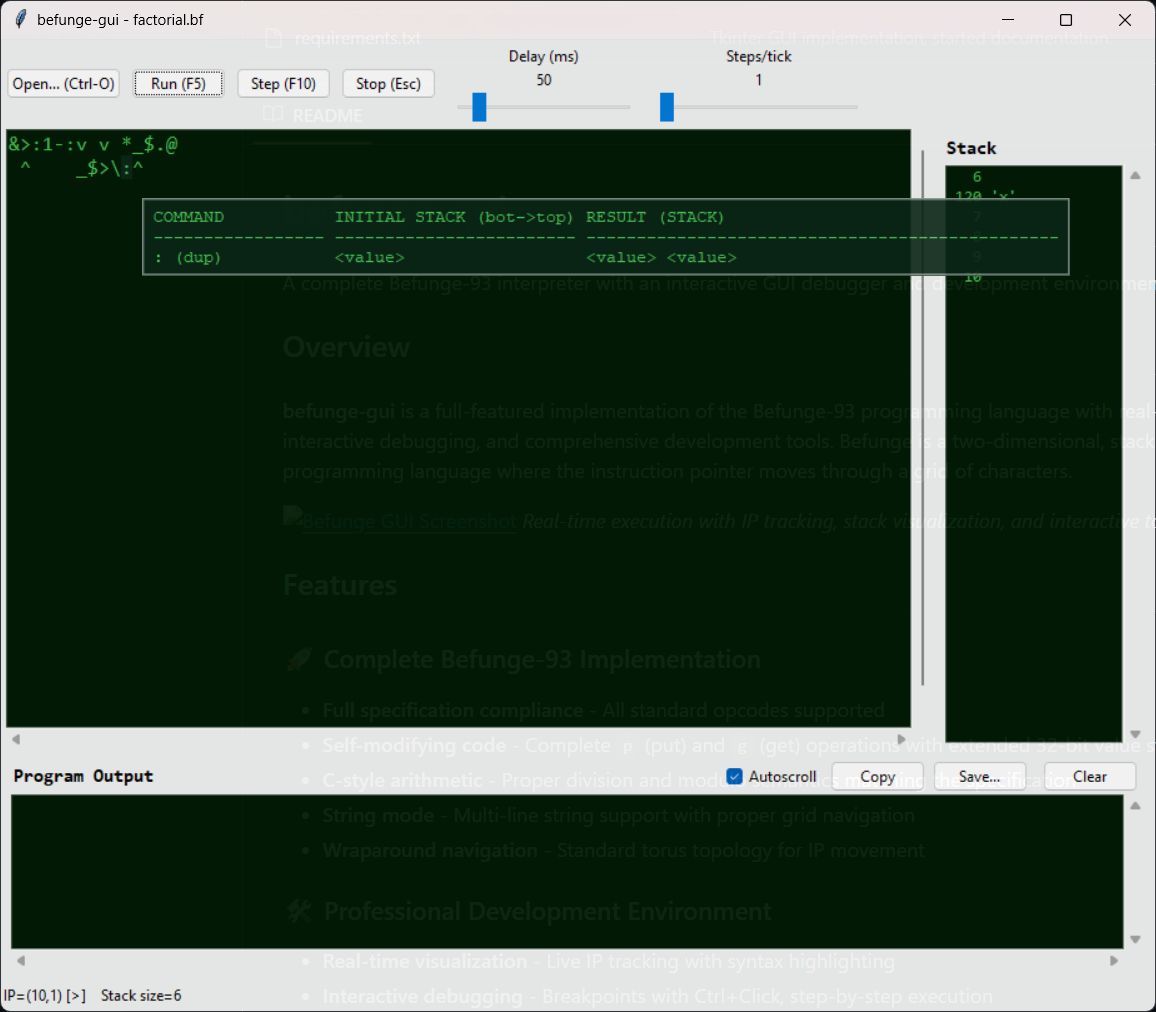 befunge-gui - factorial.bf
requirements.txt
Tkinter GUI implementation, started documentation
Open... (Ctrl-O)
Run (F5)
Step (F10)
Stop (Esc)
Delay (ms)
50
Steps/tick
1
README
&>:1-:v v *_$.@
 ^    _$>\:^
Stack
6
120 'x'
7
9
10
COMMAND INITIAL STACK (bot->top) RESULT (STACK)
---------------- ------------------------ -----------------------------------------------
: (dup) <value> <value> <value>
A complete Befunge-93 interpreter with an interactive GUI debugger and development environmen
Overview
befunge-gui is a full-featured implementation of the Befunge-93 programming language with real-
interactive debugging, and comprehensive development tools. Befunge is a two-dimensional, stack
programming language where the instruction pointer moves through a grid of characters.
Befunge GUI Screenshot Real-time execution with IP tracking, stack visualization, and interactive to
Features
Complete Befunge-93 Implementation
Full specification compliance - All standard opcodes supported
Self-modifying code - Complete p (put) and g (get) operations with extended 32-bit value s
Program Output
Autoscroll
Copy
Save...
Clear
C-style arithmetic - Proper division and modulo semantics matching the specification
String mode - Multi-line string support with proper grid navigation
Wraparound navigation - Standard torus topology for IP movement
Professional Development Environment
Real-time visualization - Live IP tracking with syntax highlighting
IP=(10,1) [>] Stack size=6
Interactive debugging - Breakpoints with Ctrl+Click, step-by-step execution